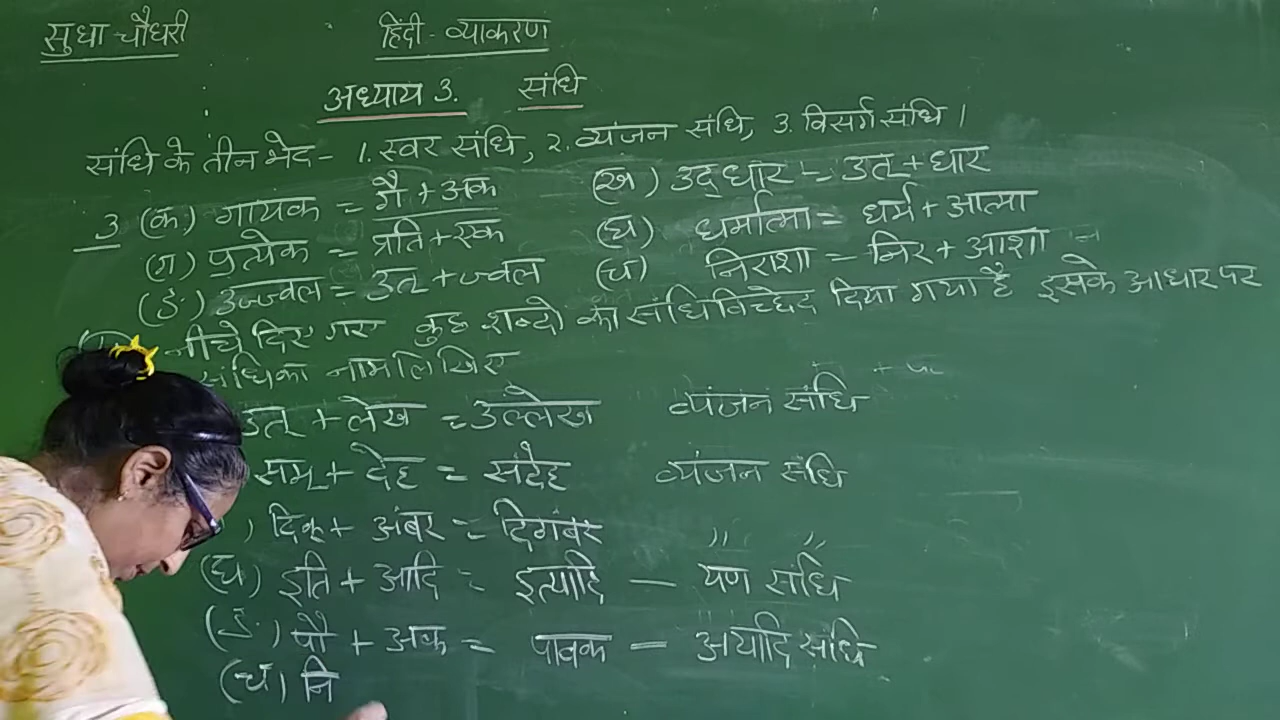 सुधा चौधरी
हिंदी - व्याकरण
अध्याय 3. संधि
संधि के तीन भेद - 1. स्वर संधि, 2. व्यंजन संधि, 3. विसर्ग संधि ।
3 (क) गायक = गै + अक (ख) उद्धार = उत् + धार
(ग) प्रत्येक = प्रति + एक (घ) धर्मात्मा = धर्म + आत्मा
(ङ) उज्ज्वल = उत् + ज्वल (च) निराशा = निर + आशा
नीचे दिए गए कुछ शब्दो का संधि विच्छेद दिया गया है इसके आधार पर
संधि का नाम लिखिए
उत् + लेख = उल्लेख व्यंजन संधि
सम् + देह = संदेह व्यंजन संधि
) दिक् + अंबर = दिगंबर ,, ,,
(घ) इति + आदि = इत्यादि — यण संधि
(ङ) पौ + अक = पावक — अयादि संधि
(च) नि